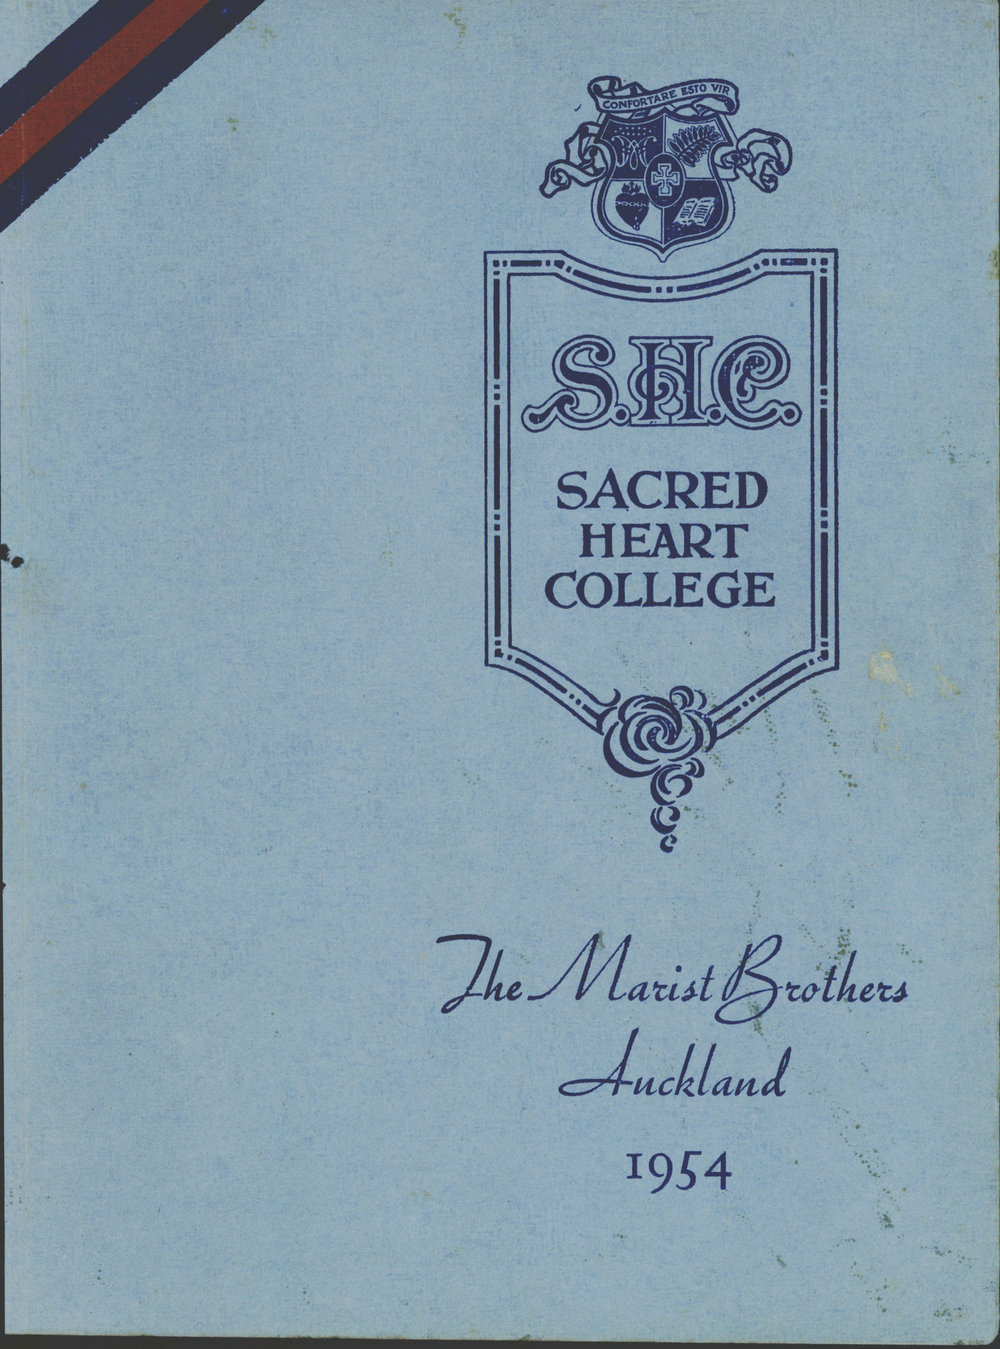 CONFORTARE ESTO VIR
S.H.C.
SACRED
HEART
COLLEGE
The Marist Brothers
Auckland
1954